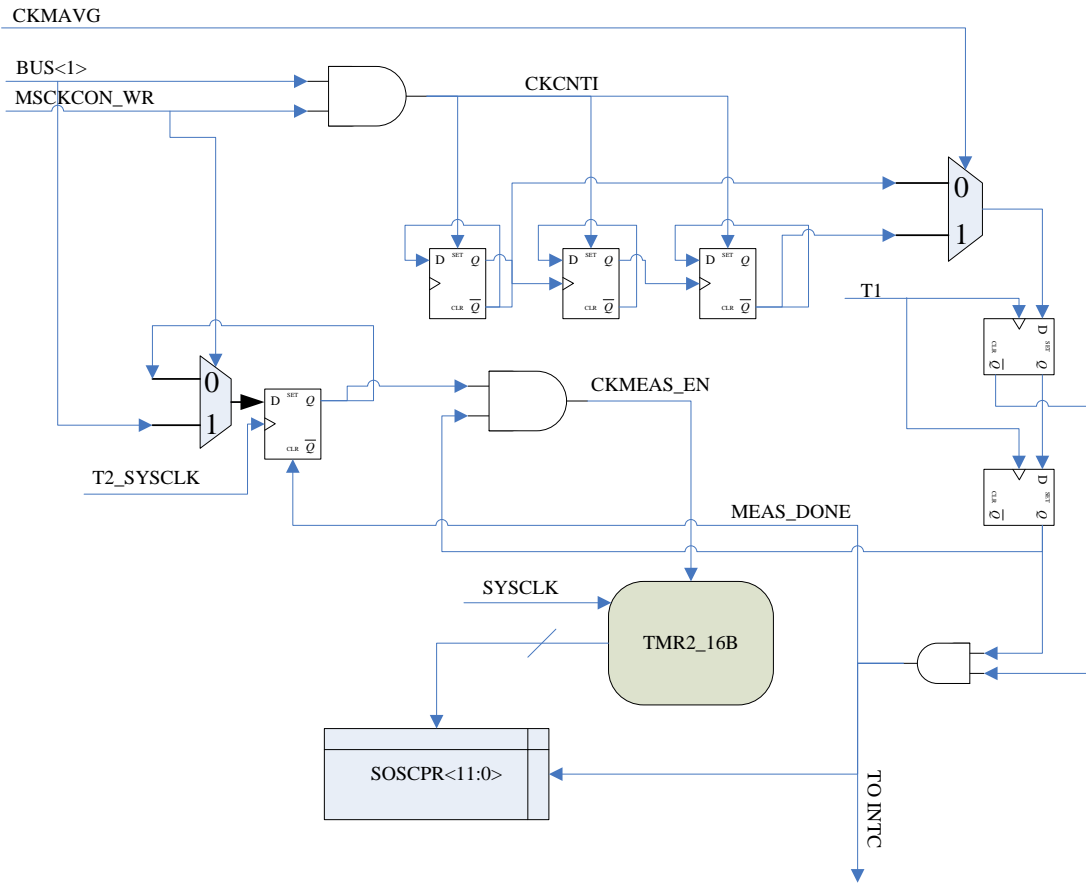 CKMAVG
BUS<1>
MSCKCON_WR
CKCNTI
0
1
D SET Q
CLR Q
D SET Q
CLR Q
D SET Q
CLR Q
T1
D SET Q
CLR Q
0
1
D SET Q
CLR Q
CKMEAS_EN
T2_SYSCLK
D SET Q
CLR Q
MEAS_DONE
SYSCLK
TMR2_16B
SOSCPR<11:0>
TO INTC